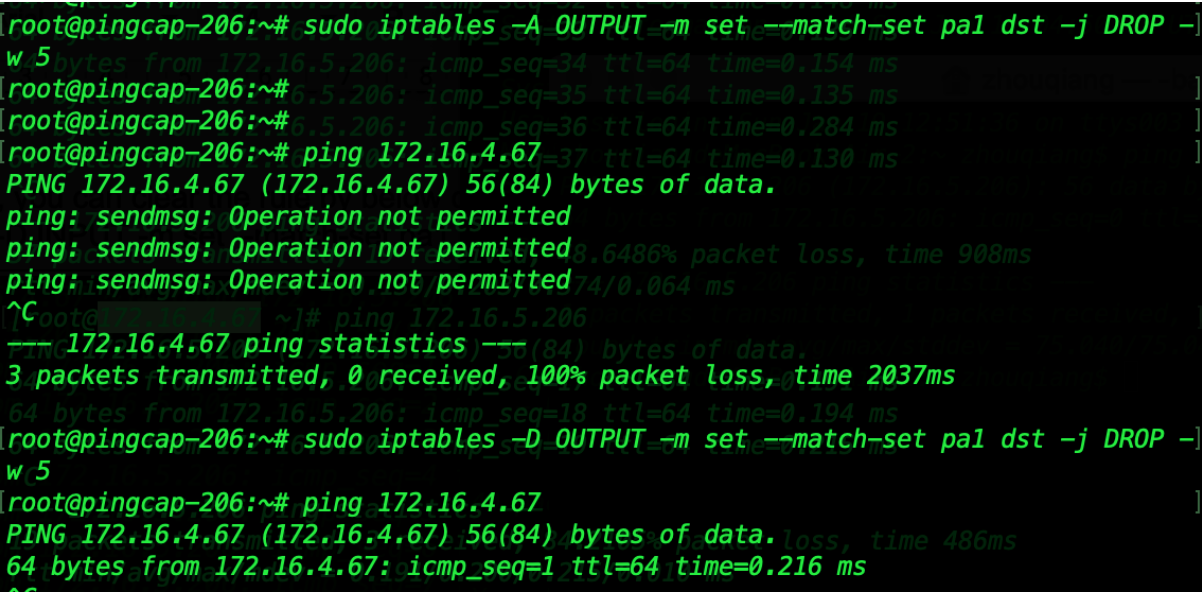 [root@pingcap-206:~# sudo iptables -A OUTPUT -m set --match-set pa1 dst -j DROP -]
w 5
[root@pingcap-206:~# ]
[root@pingcap-206:~# ]
[root@pingcap-206:~# ping 172.16.4.67 ]
PING 172.16.4.67 (172.16.4.67) 56(84) bytes of data.
ping: sendmsg: Operation not permitted
ping: sendmsg: Operation not permitted
ping: sendmsg: Operation not permitted
^C
--- 172.16.4.67 ping statistics ---
3 packets transmitted, 0 received, 100% packet loss, time 2037ms
[root@pingcap-206:~# sudo iptables -D OUTPUT -m set --match-set pa1 dst -j DROP -]
w 5
[root@pingcap-206:~# ping 172.16.4.67 ]
PING 172.16.4.67 (172.16.4.67) 56(84) bytes of data.
64 bytes from 172.16.4.67: icmp_seq=1 ttl=64 time=0.216 ms